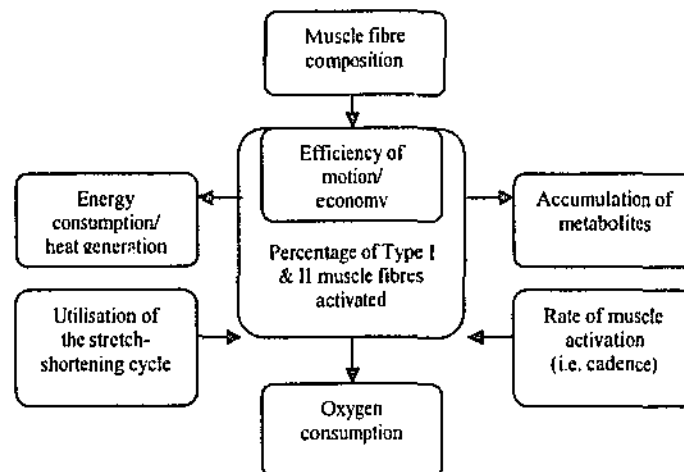 Muscle fibre
composition
Efficiency of
motion/
economy
Energy
consumption/
heat generation
Accumulation of
metabolites
Percentage of Type I
& II muscle fibres
activated
Utilisation of
the stretch-
shortening cycle
Rate of muscle
activation
(i.e. cadence)
Oxygen
consumption